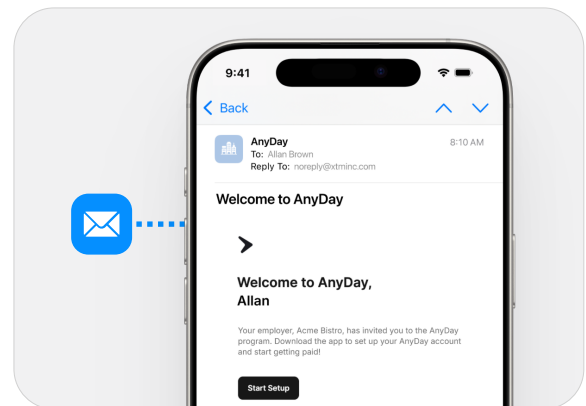 9:41
Back
AnyDay
8:10 AM
To: Allan Brown
Reply To: noreply@xtminc.com
Welcome to AnyDay
Welcome to AnyDay,
Allan
Your employer, Acme Bistro, has invited you to the AnyDay
program. Download the app to set up your AnyDay account
and start getting paid!
Start Setup